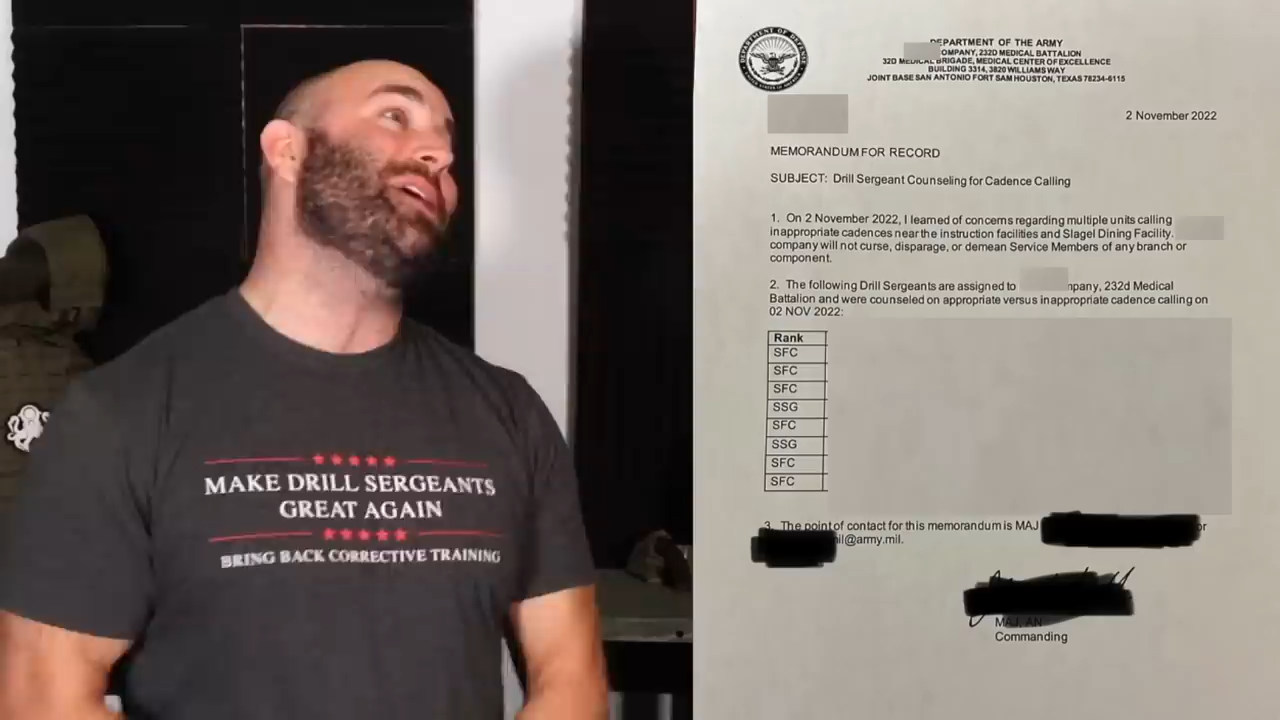 MAKE DRILL SERGEANTS
GREAT AGAIN
BRING BACK CORRECTIVE TRAINING
DEPARTMENT OF DEFENSE
DEPARTMENT OF THE ARMY
OMPANY, 232D MEDICAL BATTALION
32D MEDICAL BRIGADE, MEDICAL CENTER OF EXCELLENCE
BUILDING 3314, 3820 WILLIAMS WAY
JOINT BASE SAN ANTONIO FORT SAM HOUSTON, TEXAS 78234-6115
2 November 2022
MEMORANDUM FOR RECORD
SUBJECT: Drill Sergeant Counseling for Cadence Calling
1. On 2 November 2022, I learned of concerns regarding multiple units calling
inappropriate cadences near the instruction facilities and Slagel Dining Facility.
company will not curse, disparage, or demean Service Members of any branch or
component.
2. The following Drill Sergeants are assigned to mpany, 232d Medical
Battalion and were counseled on appropriate versus inappropriate cadence calling on
02 NOV 2022:
Rank
SFC
SFC
SFC
SSG
SFC
SSG
SFC
SFC
3. The point of contact for this memorandum is MAJ or
il@army.mil.
MAJ, AN
Commanding